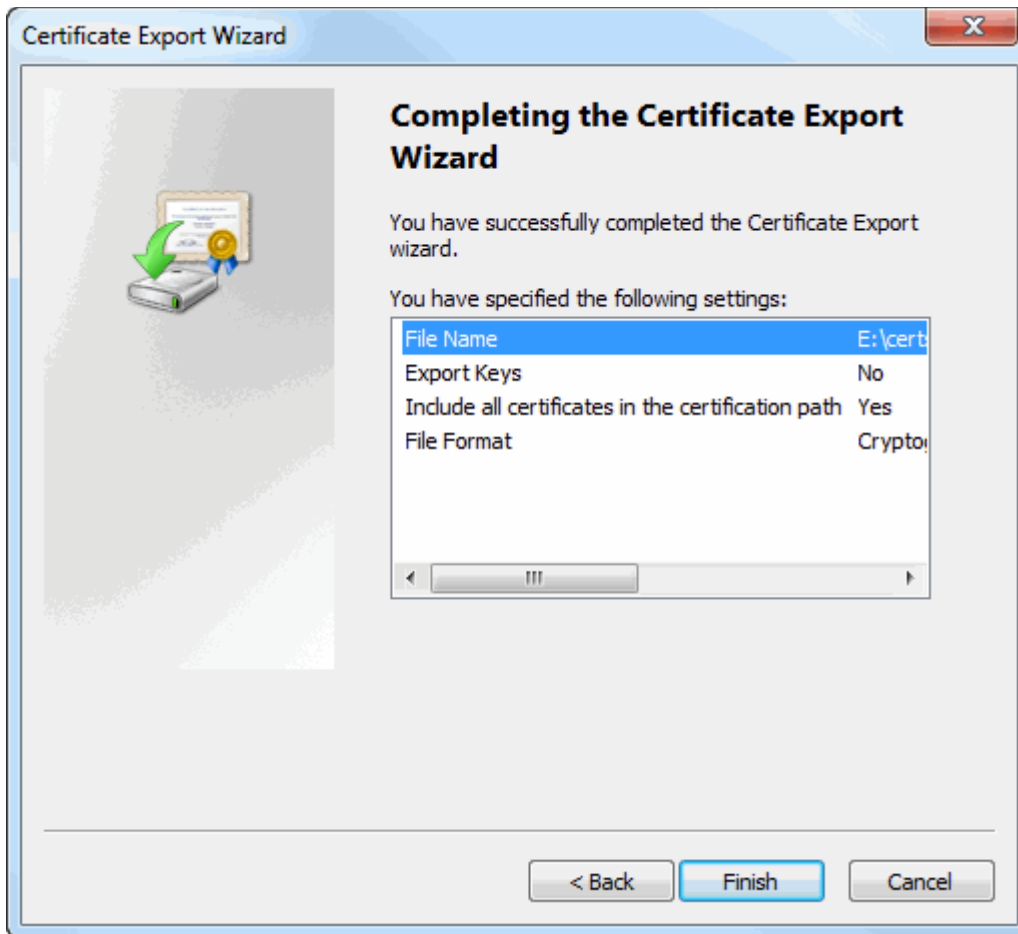 Certificate Export Wizard
Completing the Certificate Export
Wizard
You have successfully completed the Certificate Export
wizard.
You have specified the following settings:
File Name E:\certs
Export Keys No
Include all certificates in the certification path Yes
File Format Cryptog
< Back Finish Cancel